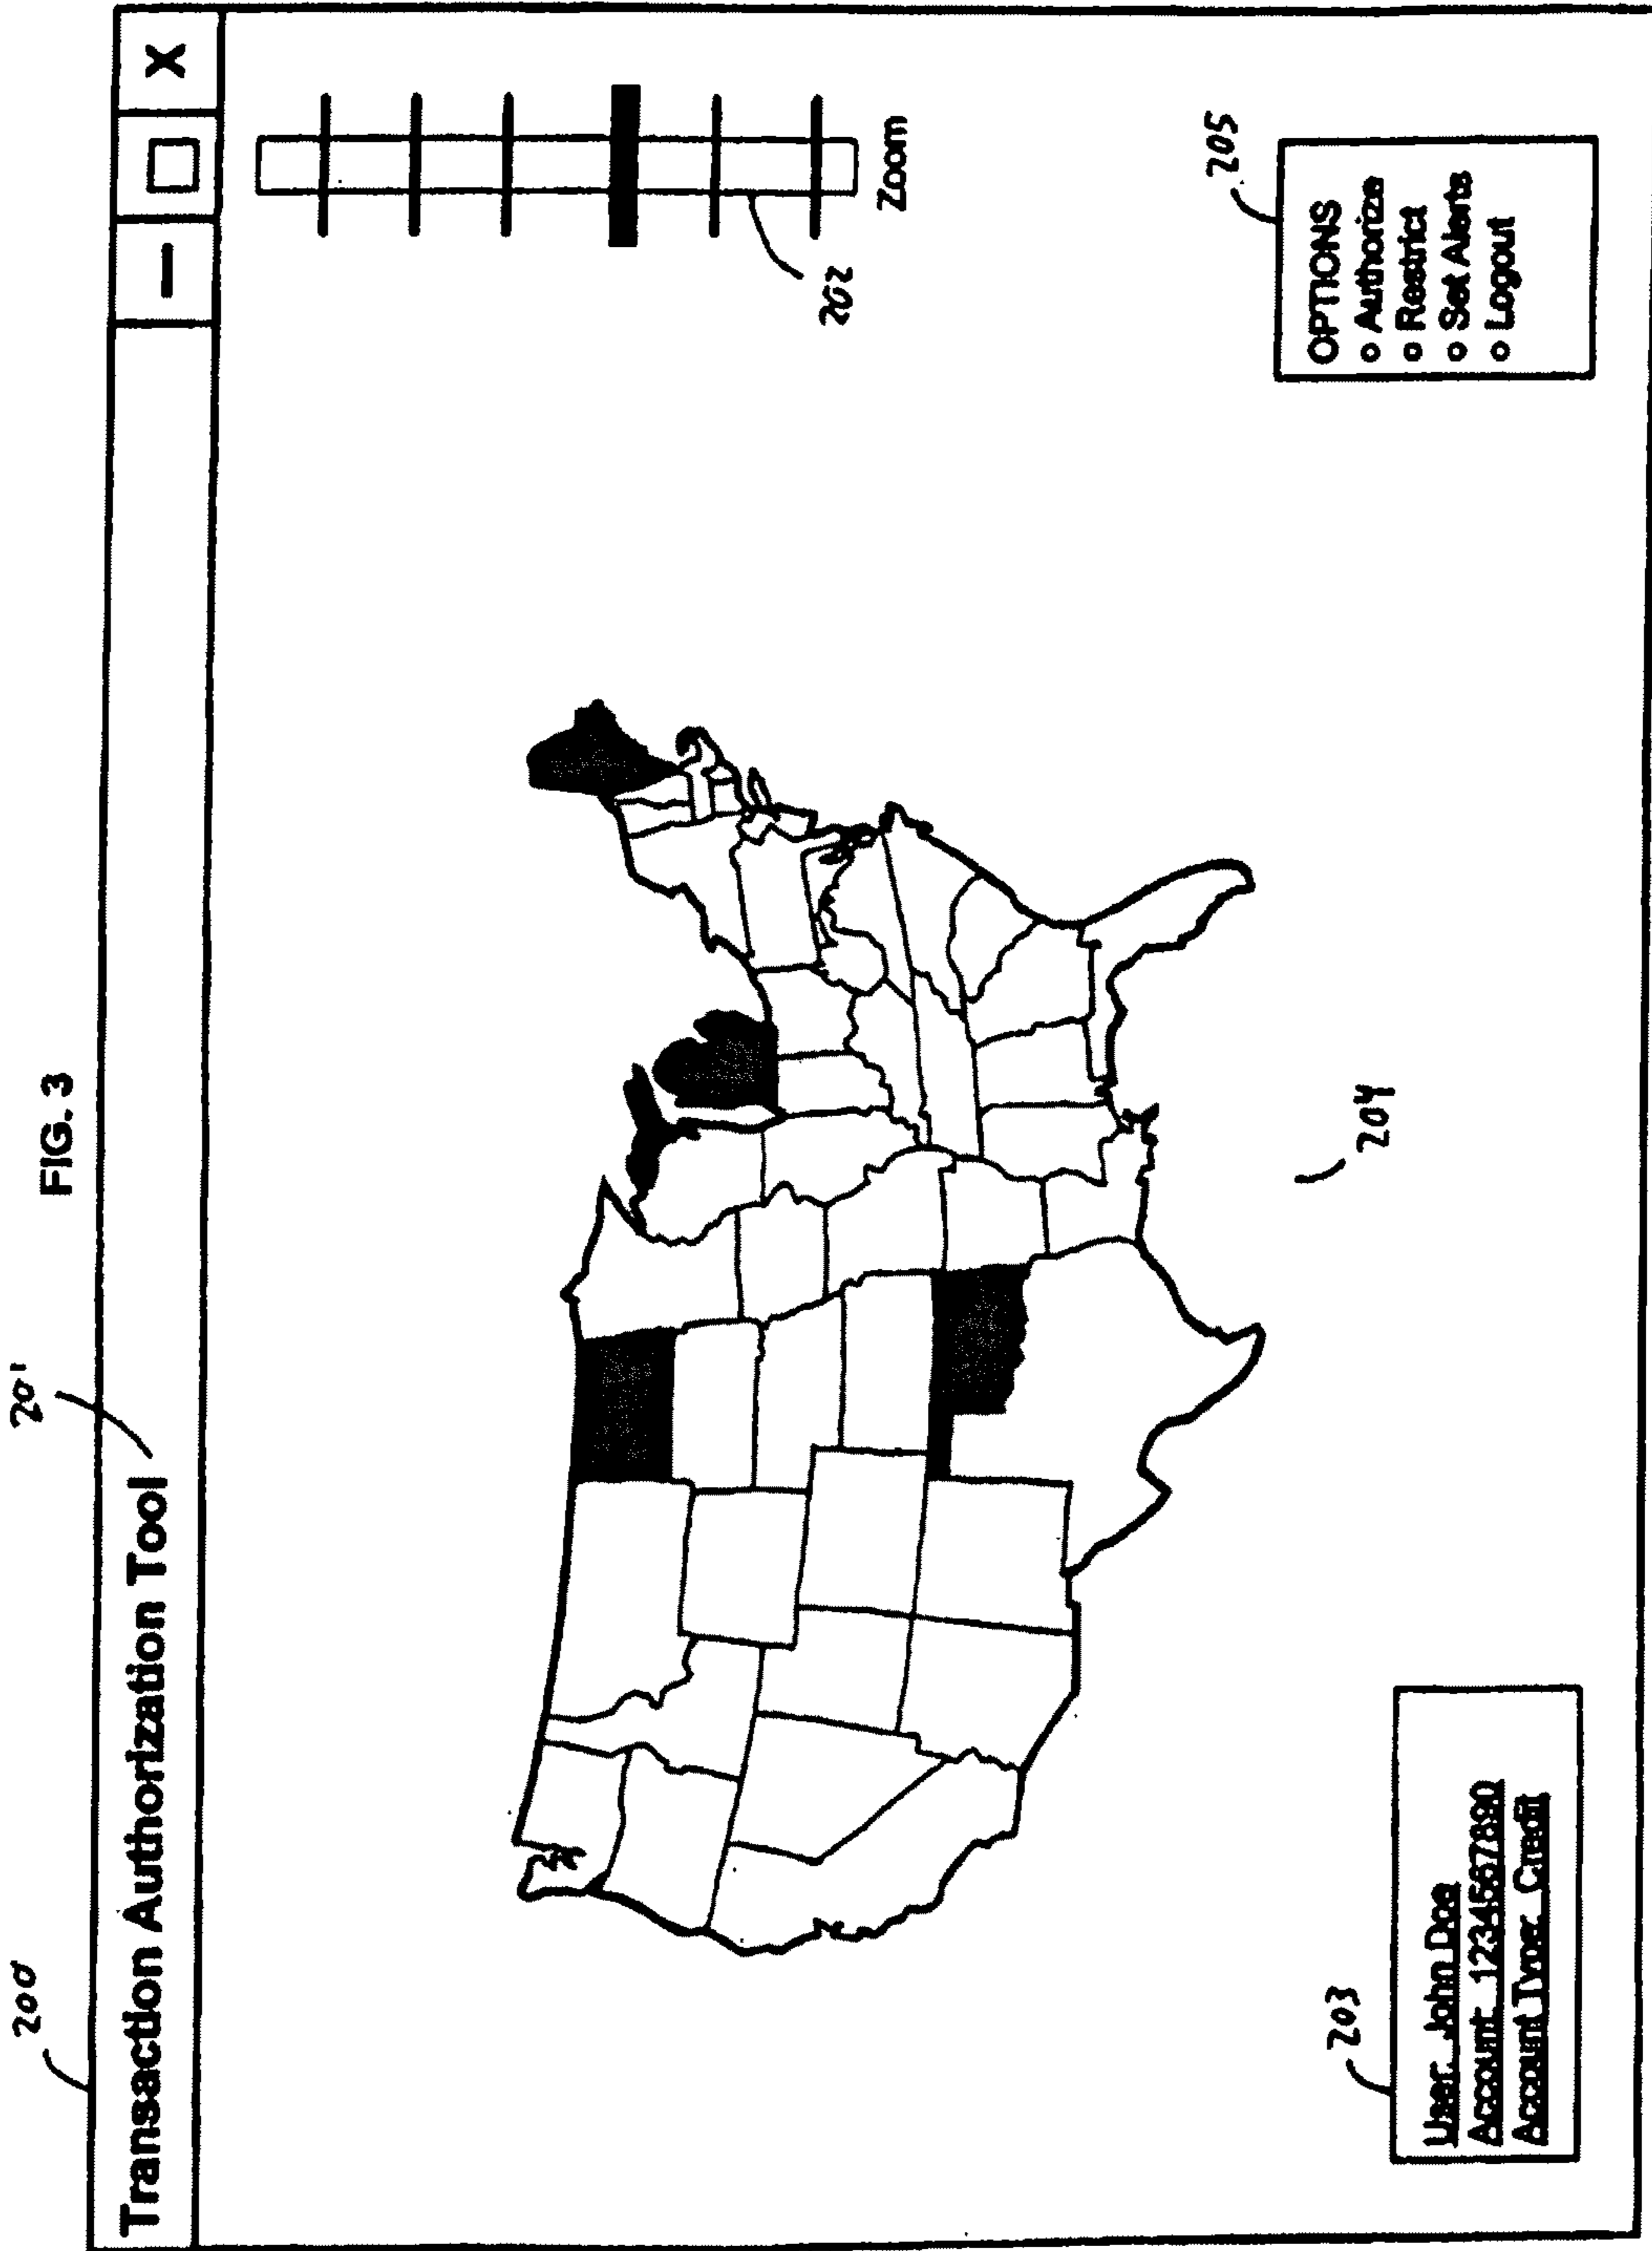 FIG. 3
200
201
Transaction Authorization Tool
X
202
Zoom
204
203
User: John Doe
Account: 1234567890
Account Type: Credit
205
OPTIONS
Authorize
Restrict
Set Alerts
Logout